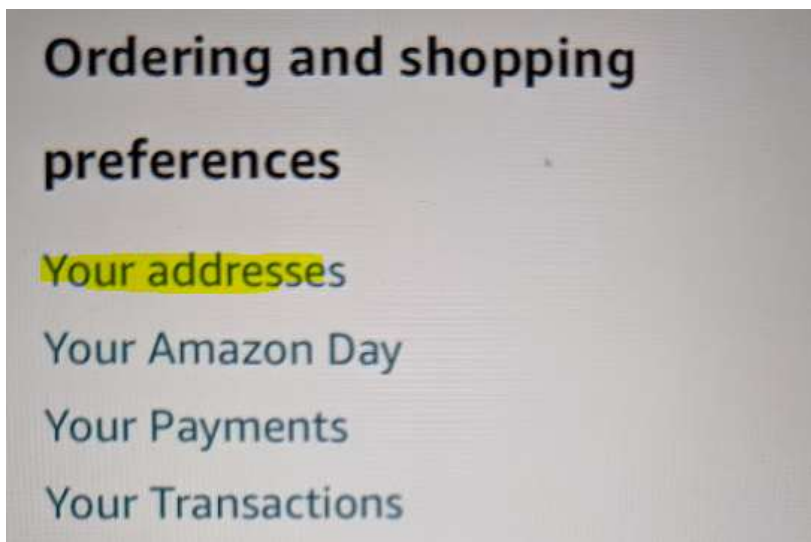 Ordering and shopping
preferences
Your addresses
Your Amazon Day
Your Payments
Your Transactions